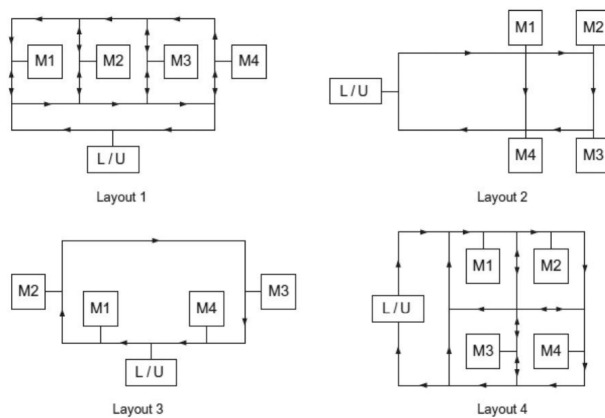 M1 M2 M3 M4
L / U
Layout 1
M1 M2
L / U
M4 M3
Layout 2
M2 M1 M4 M3
L / U
Layout 3
M1 M2
L / U
M3 M4
Layout 4